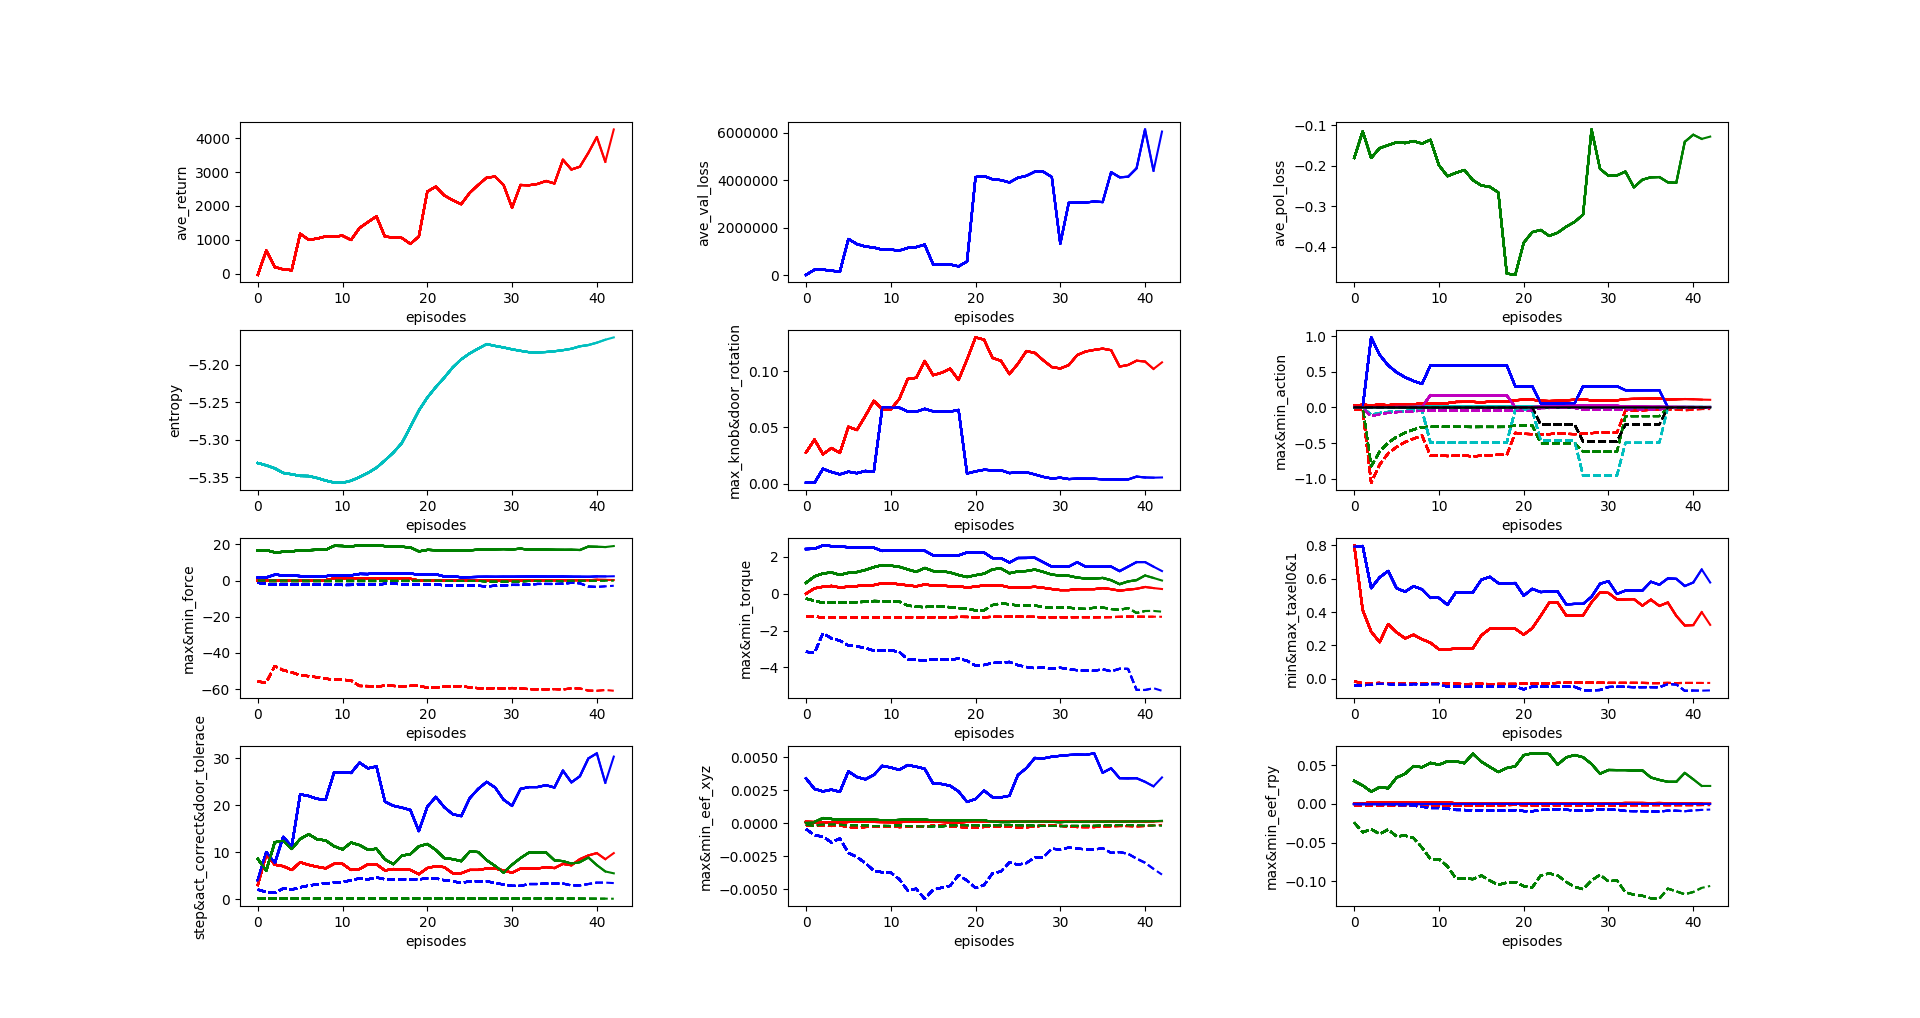 ave_return
4000
3000
2000
1000
0
0 10 20 30 40
episodes
ave_val_loss
6000000
4000000
2000000
0
0 10 20 30 40
episodes
ave_pol_loss
−0.1
−0.2
−0.3
−0.4
0 10 20 30 40
episodes
entropy
−5.20
−5.25
−5.30
−5.35
0 10 20 30 40
episodes
max_knob&door_rotation
0.10
0.05
0.00
0 10 20 30 40
episodes
max&min_action
1.0
0.5
0.0
−0.5
−1.0
0 10 20 30 40
episodes
max&min_force
20
0
−20
−40
−60
0 10 20 30 40
episodes
max&min_torque
2
0
−2
−4
0 10 20 30 40
episodes
min&max_taxel0&1
0.8
0.6
0.4
0.2
0.0
0 10 20 30 40
episodes
step&act_correct&door_tolerace
30
20
10
0
0 10 20 30 40
episodes
max&min_eef_xyz
0.0050
0.0025
0.0000
−0.0025
−0.0050
0 10 20 30 40
episodes
max&min_eef_rpy
0.05
0.00
−0.05
−0.10
0 10 20 30 40
episodes